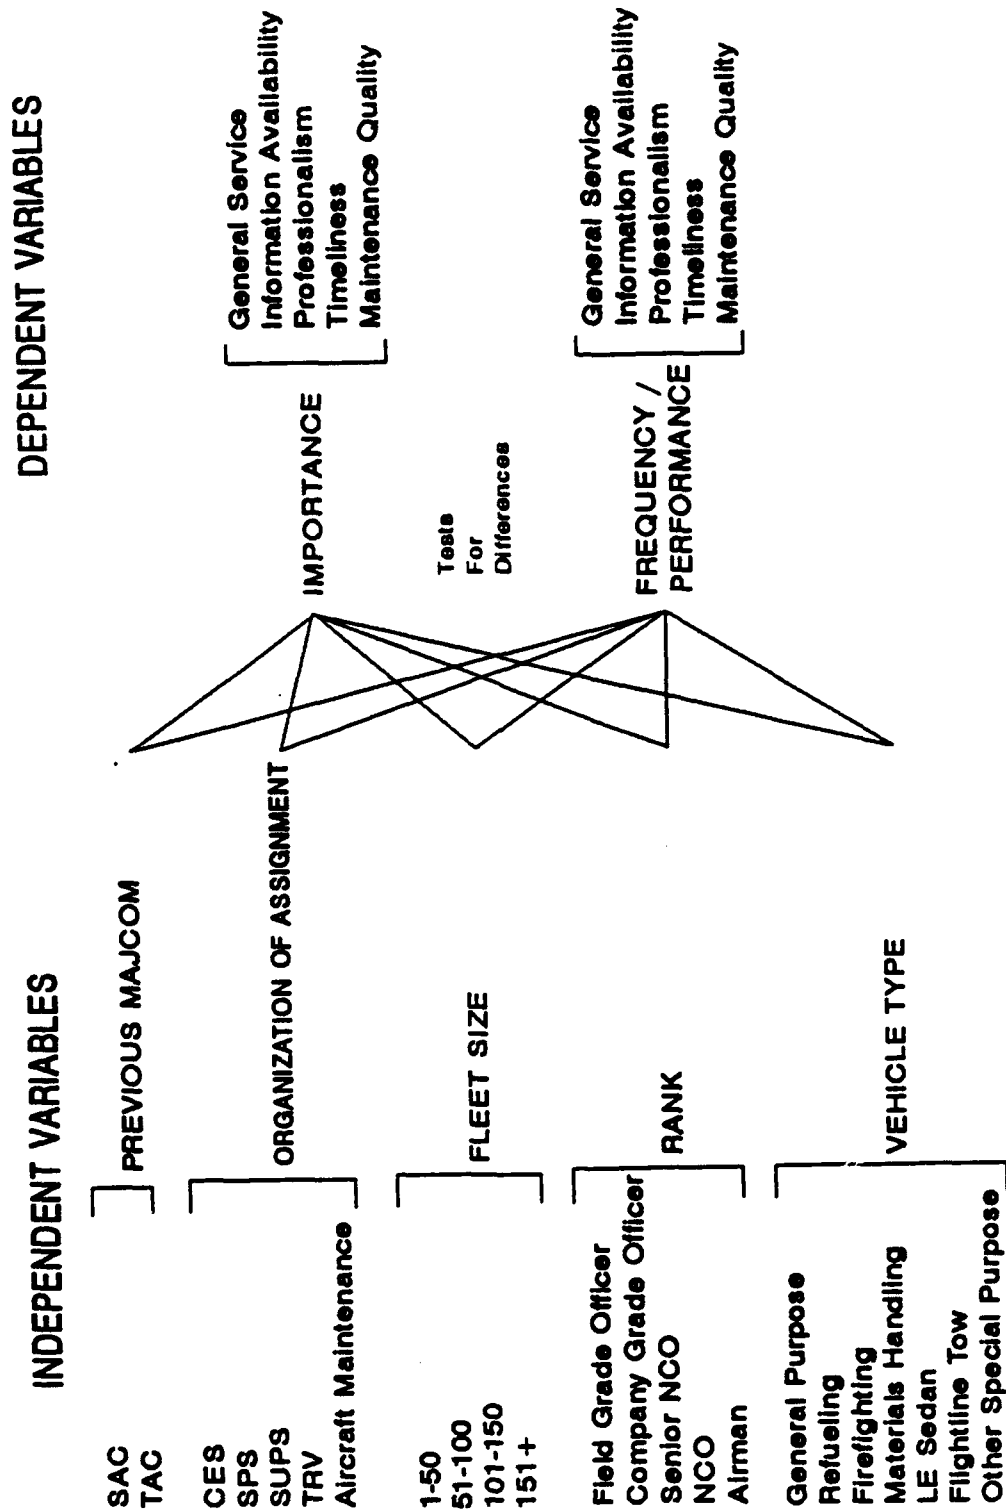 INDEPENDENT VARIABLES
SAC
TAC
PREVIOUS MAJCOM
CES
SPS
SUPS
TRV
Aircraft Maintenance
ORGANIZATION OF ASSIGNMENT
1-50
51-100
101-150
151+
FLEET SIZE
Field Grade Officer
Company Grade Officer
Senior NCO
NCO
Airman
RANK
General Purpose
Refueling
Firefighting
Materials Handling
LE Sedan
Flightline Tow
Other Special Purpose
VEHICLE TYPE
DEPENDENT VARIABLES
IMPORTANCE
General Service
Information Availability
Professionalism
Timeliness
Maintenance Quality
Tests
For
Differences
FREQUENCY /
PERFORMANCE
General Service
Information Availability
Professionalism
Timeliness
Maintenance Quality